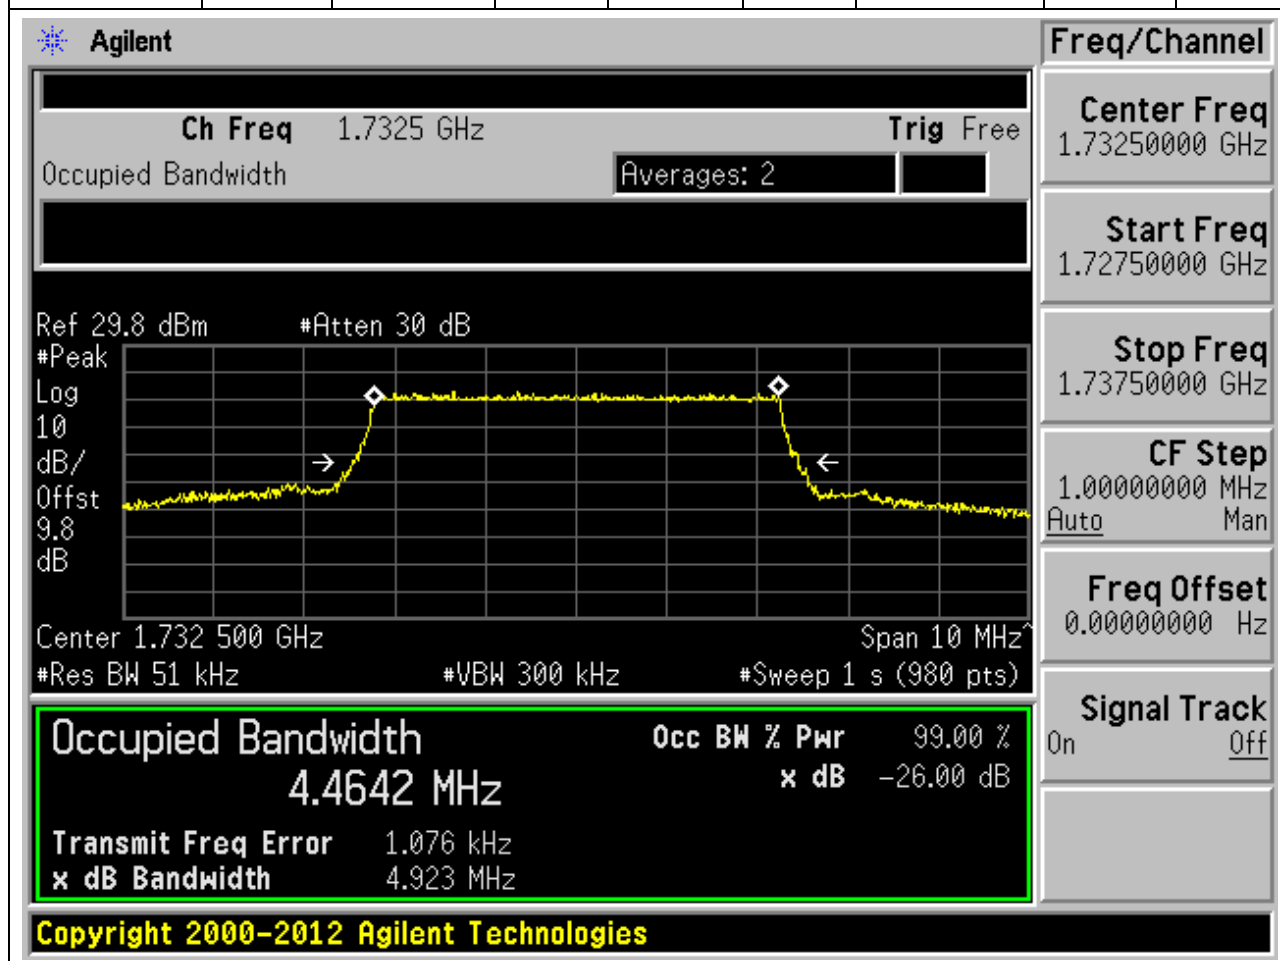 Agilent
Freq/Channel
Ch Freq 1.7325 GHz Trig Free
Occupied Bandwidth Averages: 2
Center Freq
1.73250000 GHz
Start Freq
1.72750000 GHz
Stop Freq
1.73750000 GHz
CF Step
1.00000000 MHz
Auto Man
Freq Offset
0.00000000 Hz
Signal Track
On Off
Ref 29.8 dBm #Atten 30 dB
#Peak
Log
10
dB/
Offst
9.8
dB
Center 1.732 500 GHz Span 10 MHz^
#Res BW 51 kHz #VBW 300 kHz #Sweep 1 s (980 pts)
Occupied Bandwidth Occ BW % Pwr 99.00 %
4.4642 MHz x dB -26.00 dB
Transmit Freq Error 1.076 kHz
x dB Bandwidth 4.923 MHz
Copyright 2000-2012 Agilent Technologies